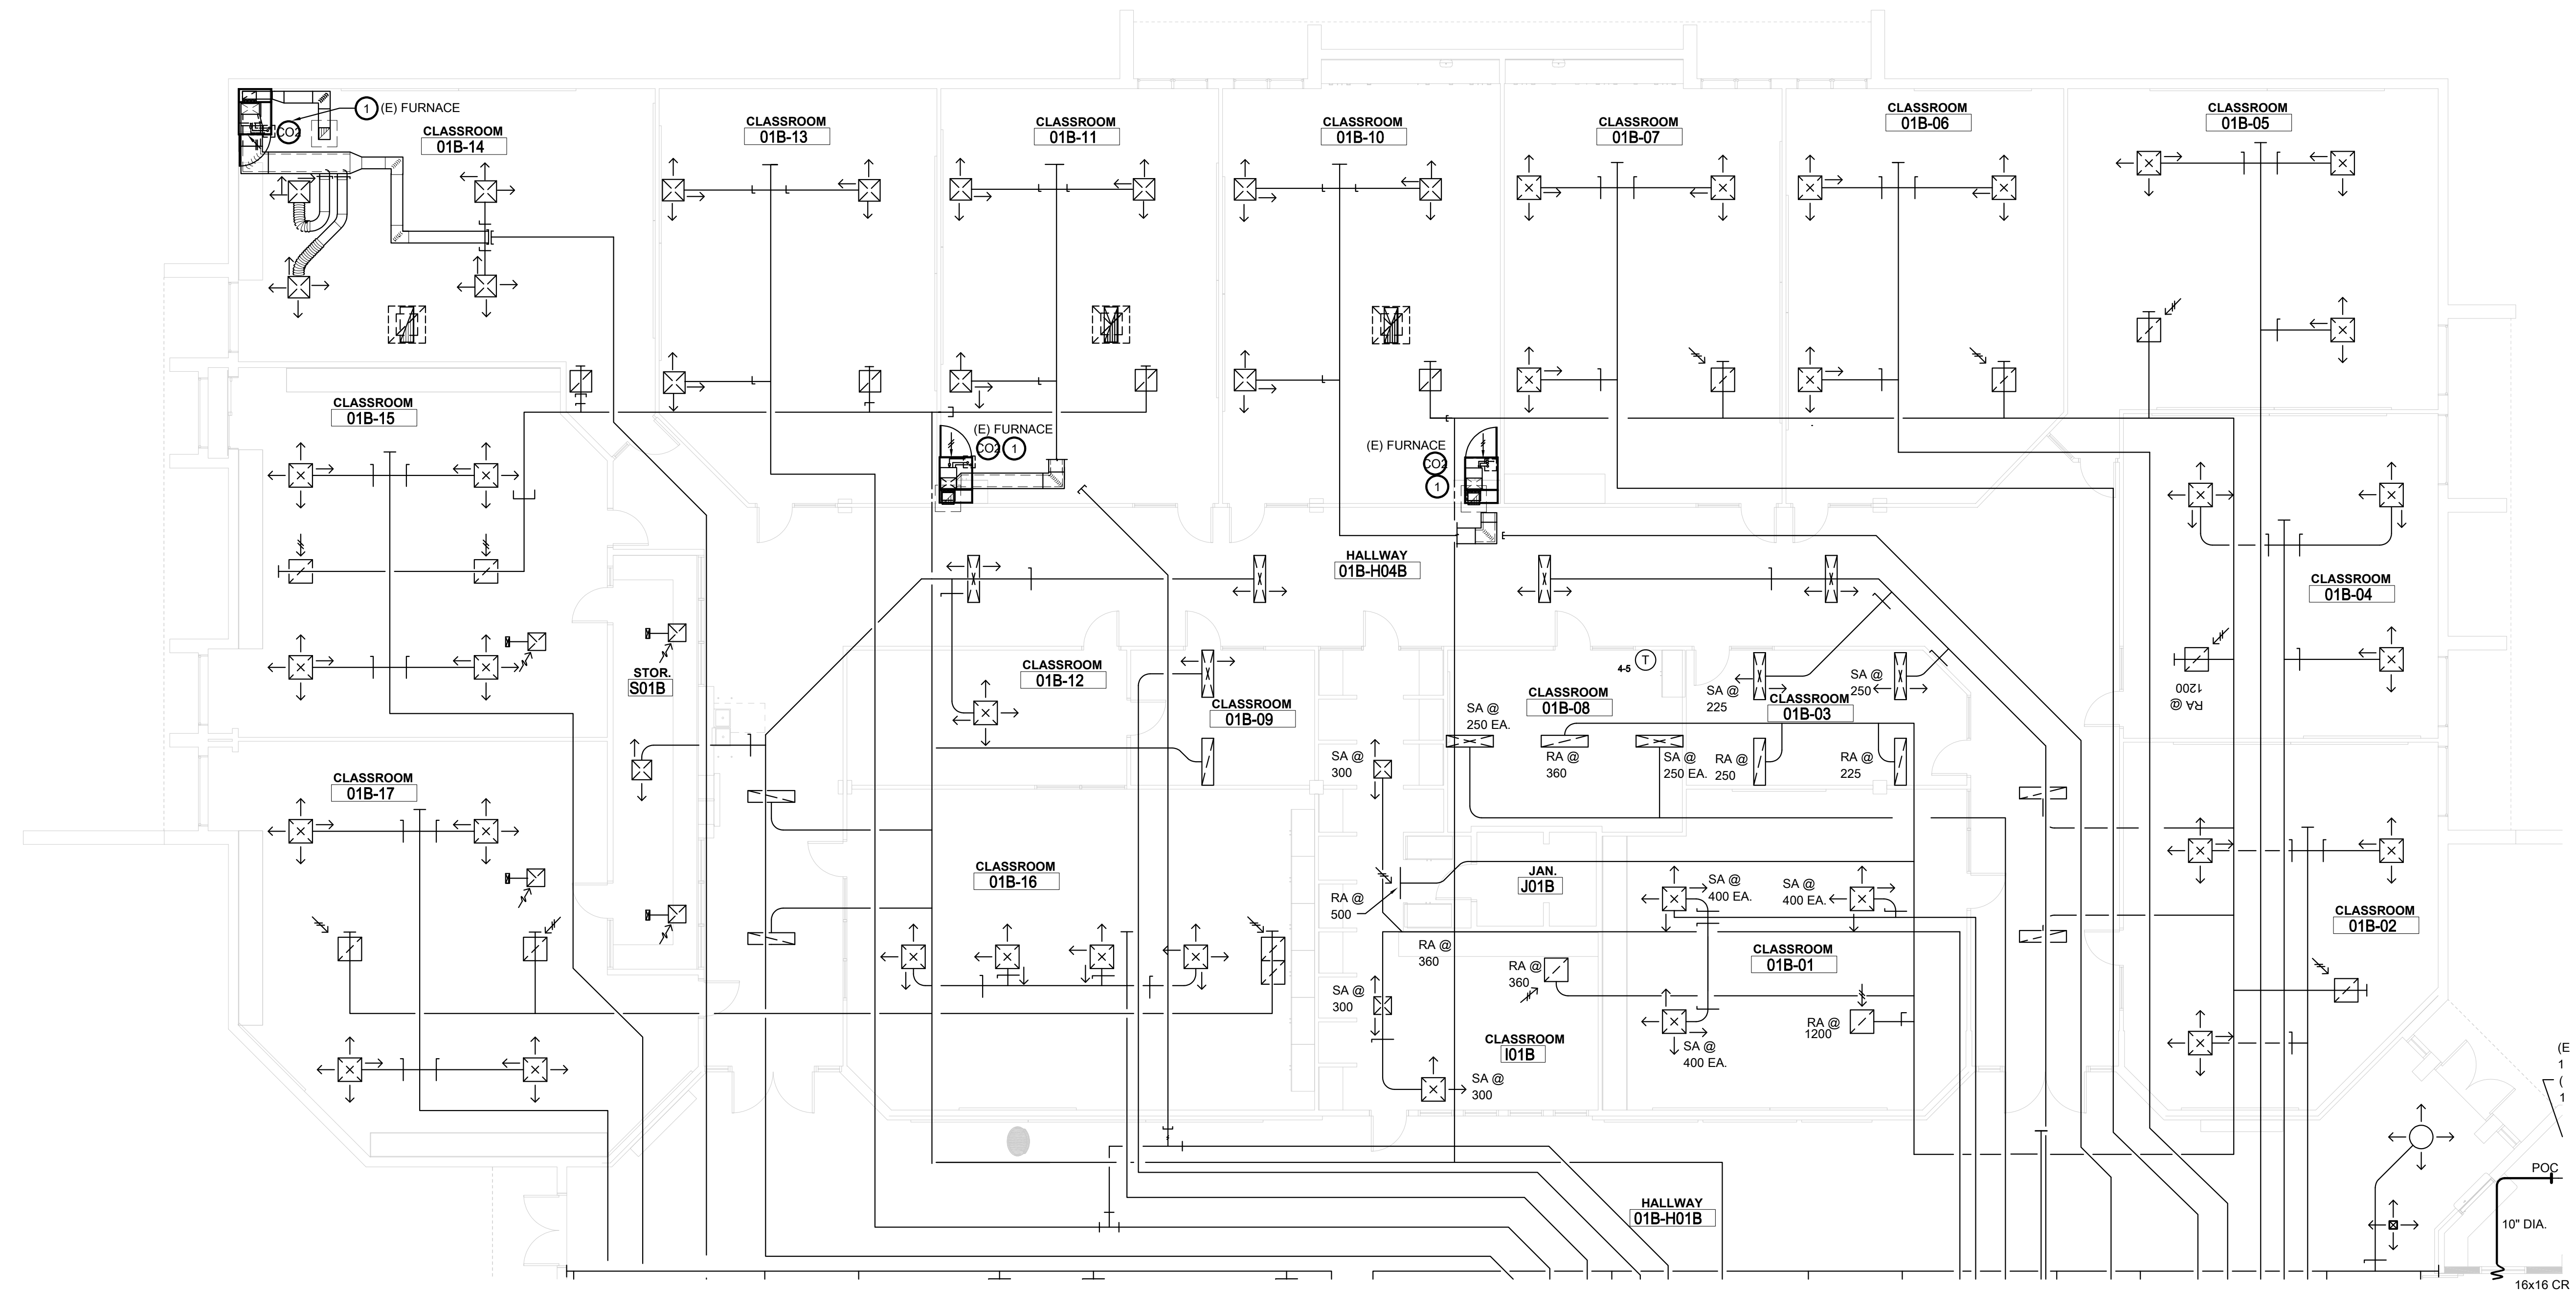 1 (E) FURNACE
CO2
CLASSROOM
01B-14
CLASSROOM
01B-13
CLASSROOM
01B-11
CLASSROOM
01B-10
CLASSROOM
01B-07
CLASSROOM
01B-06
CLASSROOM
01B-05
CLASSROOM
01B-15
(E) FURNACE
CO2 1
(E) FURNACE
CO2
1
HALLWAY
01B-H04B
CLASSROOM
01B-04
RA @
1200
STOR.
S01B
CLASSROOM
01B-12
CLASSROOM
01B-09
CLASSROOM
01B-08
4-5 T
SA @
225
SA @
250
CLASSROOM
01B-03
SA @
250 EA.
SA @
300
RA @
360
SA @
250 EA.
RA @
250
RA @
225
CLASSROOM
01B-17
CLASSROOM
01B-16
JAN.
J01B
RA @
500
SA @
400 EA.
SA @
400 EA.
CLASSROOM
01B-02
RA @
360
RA @
360
CLASSROOM
01B-01
SA @
300
RA @
1200
CLASSROOM
I01B
SA @
400 EA.
SA @
300
(E
1
(
1
POC
HALLWAY
01B-H01B
10" DIA.
16x16 CR